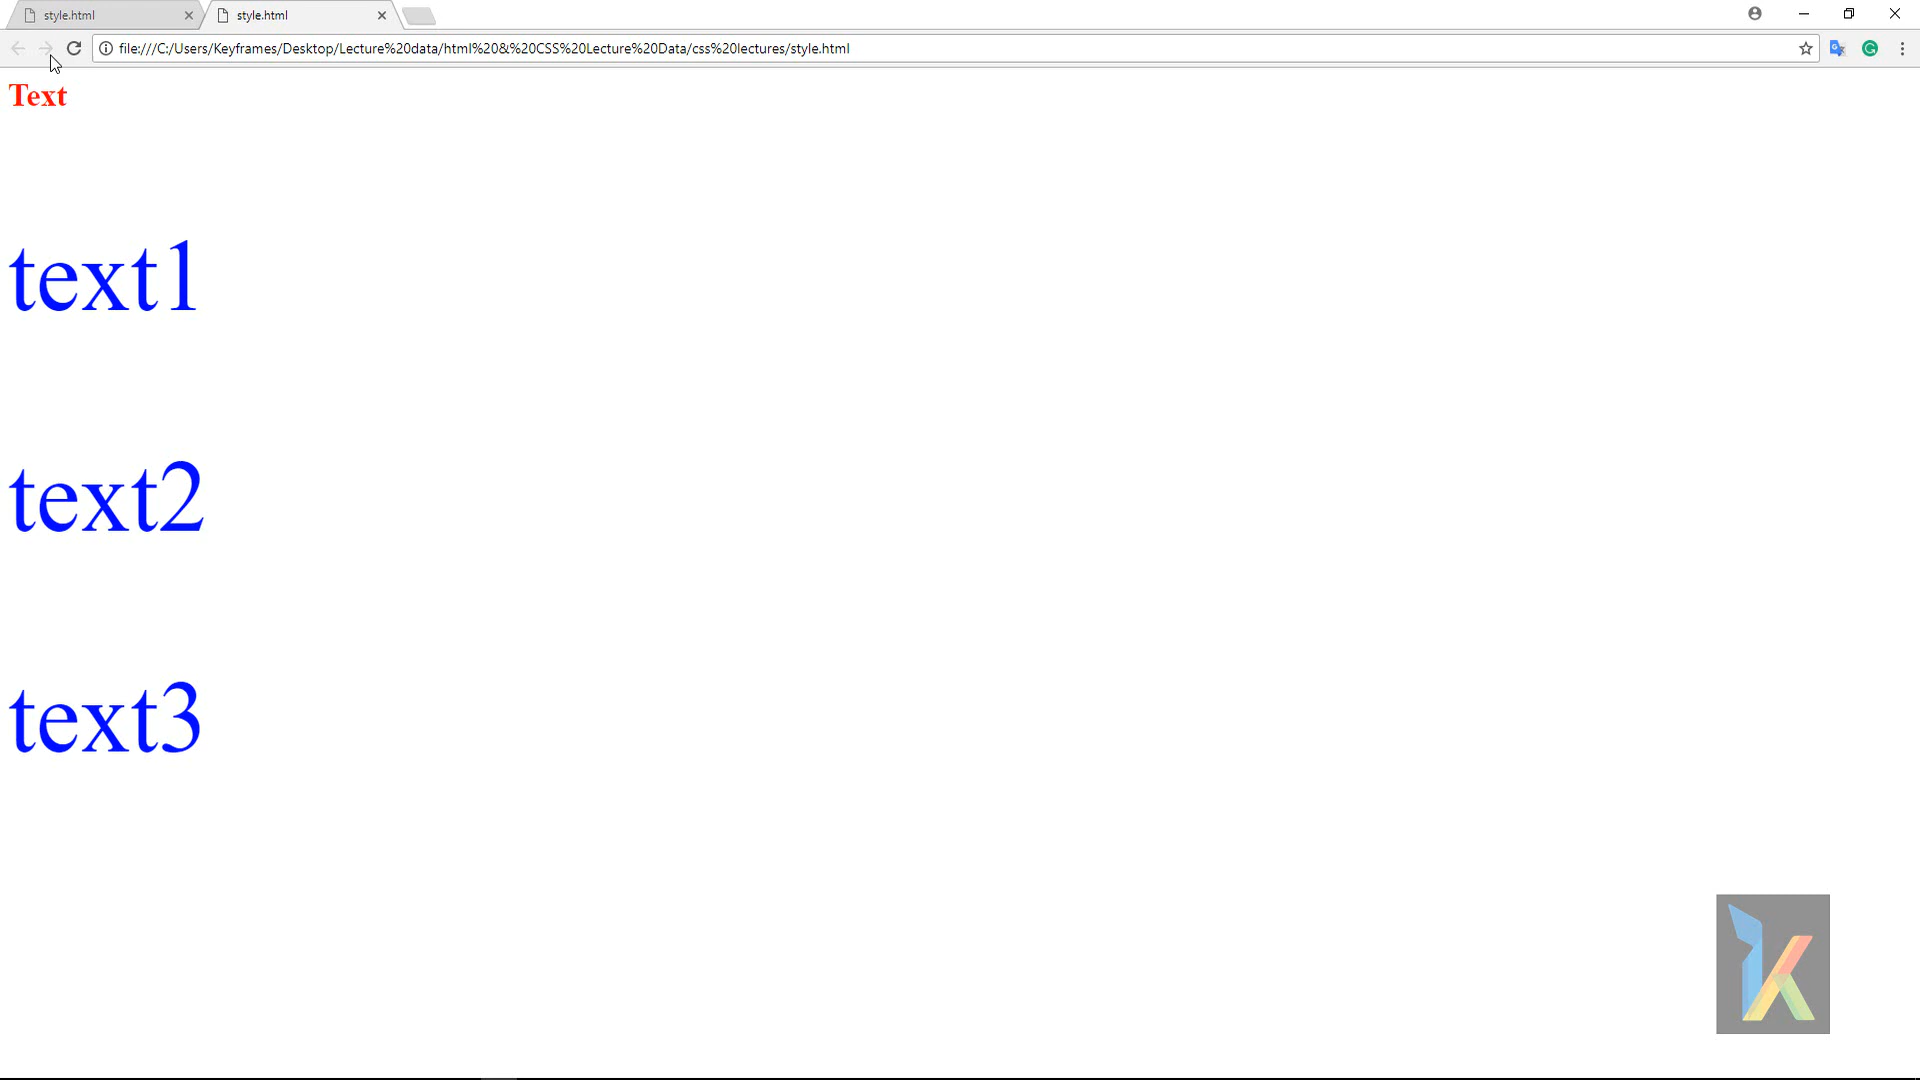 style.html
style.html
file:///C:/Users/Keyframes/Desktop/Lecture%20data/html%20&%20CSS%20Lecture%20Data/css%20lectures/style.html
Text
text1
text2
text3